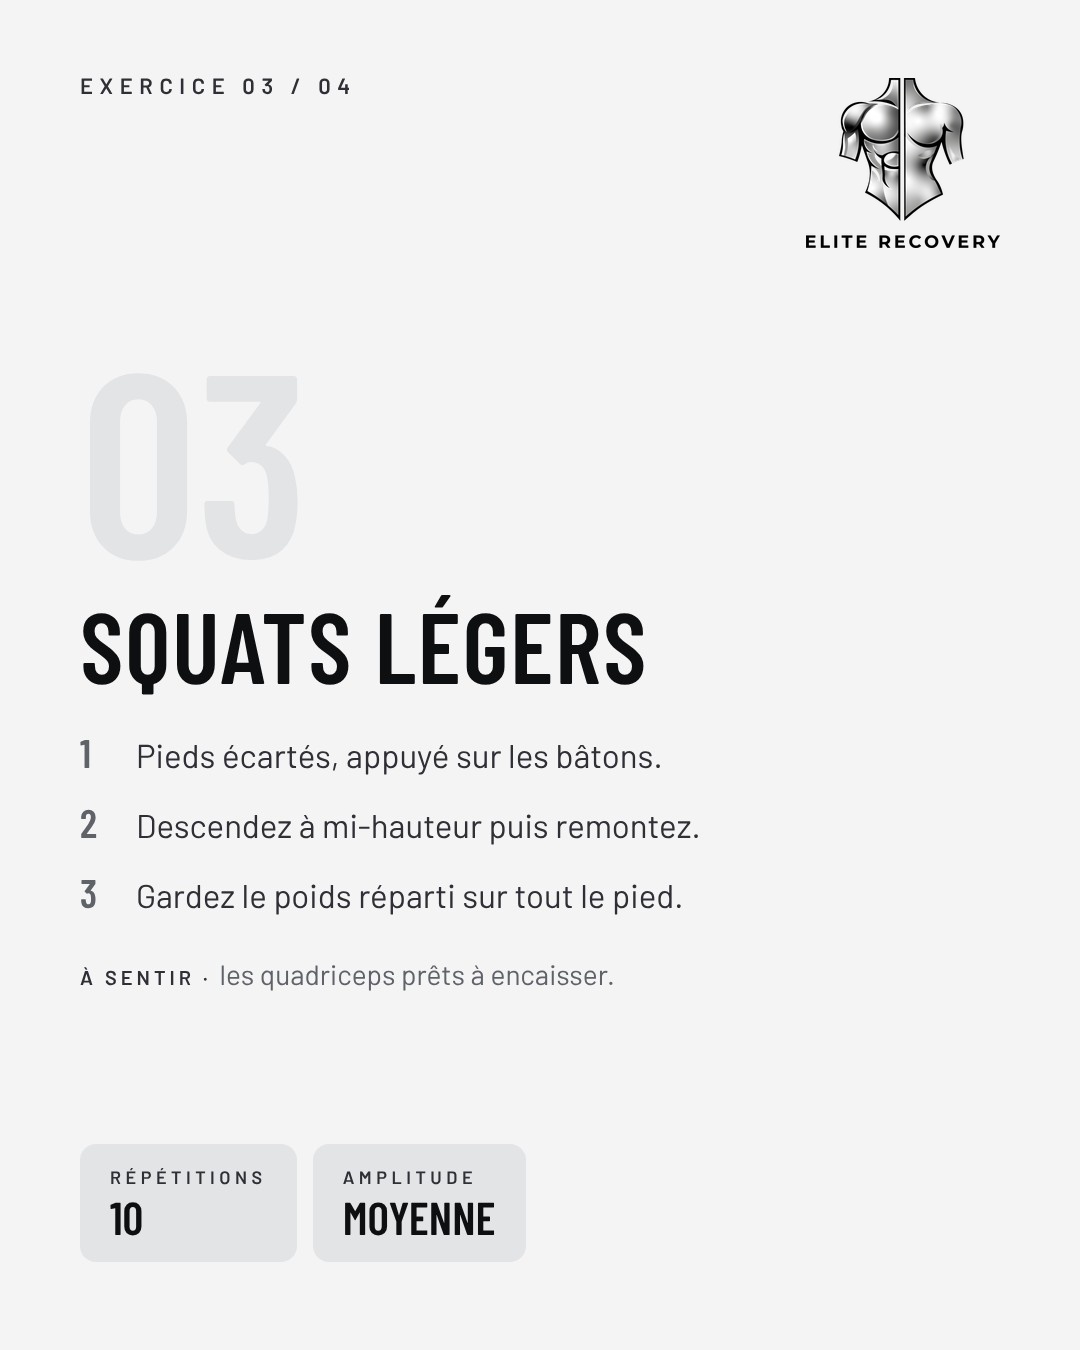 EXERCICE 03 / 04
ELITE RECOVERY
03
SQUATS LÉGERS
1 Pieds écartés, appuyé sur les bâtons.
2 Descendez à mi-hauteur puis remontez.
3 Gardez le poids réparti sur tout le pied.
À SENTIR · les quadriceps prêts à encaisser.
RÉPÉTITIONS
10
AMPLITUDE
MOYENNE